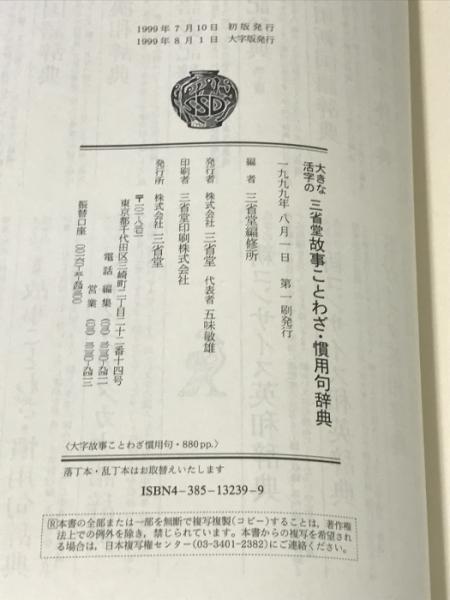 1999年7月10日 初版発行
1999年8月1日 大字版発行
SSD
大きな活字の 三省堂故事ことわざ・慣用句辞典
一九九九年八月一日 第一刷発行
編者 三省堂編修所
発行者 株式会社三省堂 代表者 五味敏雄
印刷者 三省堂印刷株式会社
発行所 株式会社三省堂
東京都千代田区三崎町二丁目二十二番十四号
電話 編集
営業
振替口座
〈大字故事ことわざ慣用句・880pp.〉
落丁本・乱丁本はお取替えいたします
ISBN4-385-13239-9
Ⓡ本書の全部または一部を無断で複写複製(コピー)することは,著作権
法上での例外を除き,禁じられています。本書からの複写を希望され
る場合は,日本複写権センター(03-3401-2382)にご連絡ください。